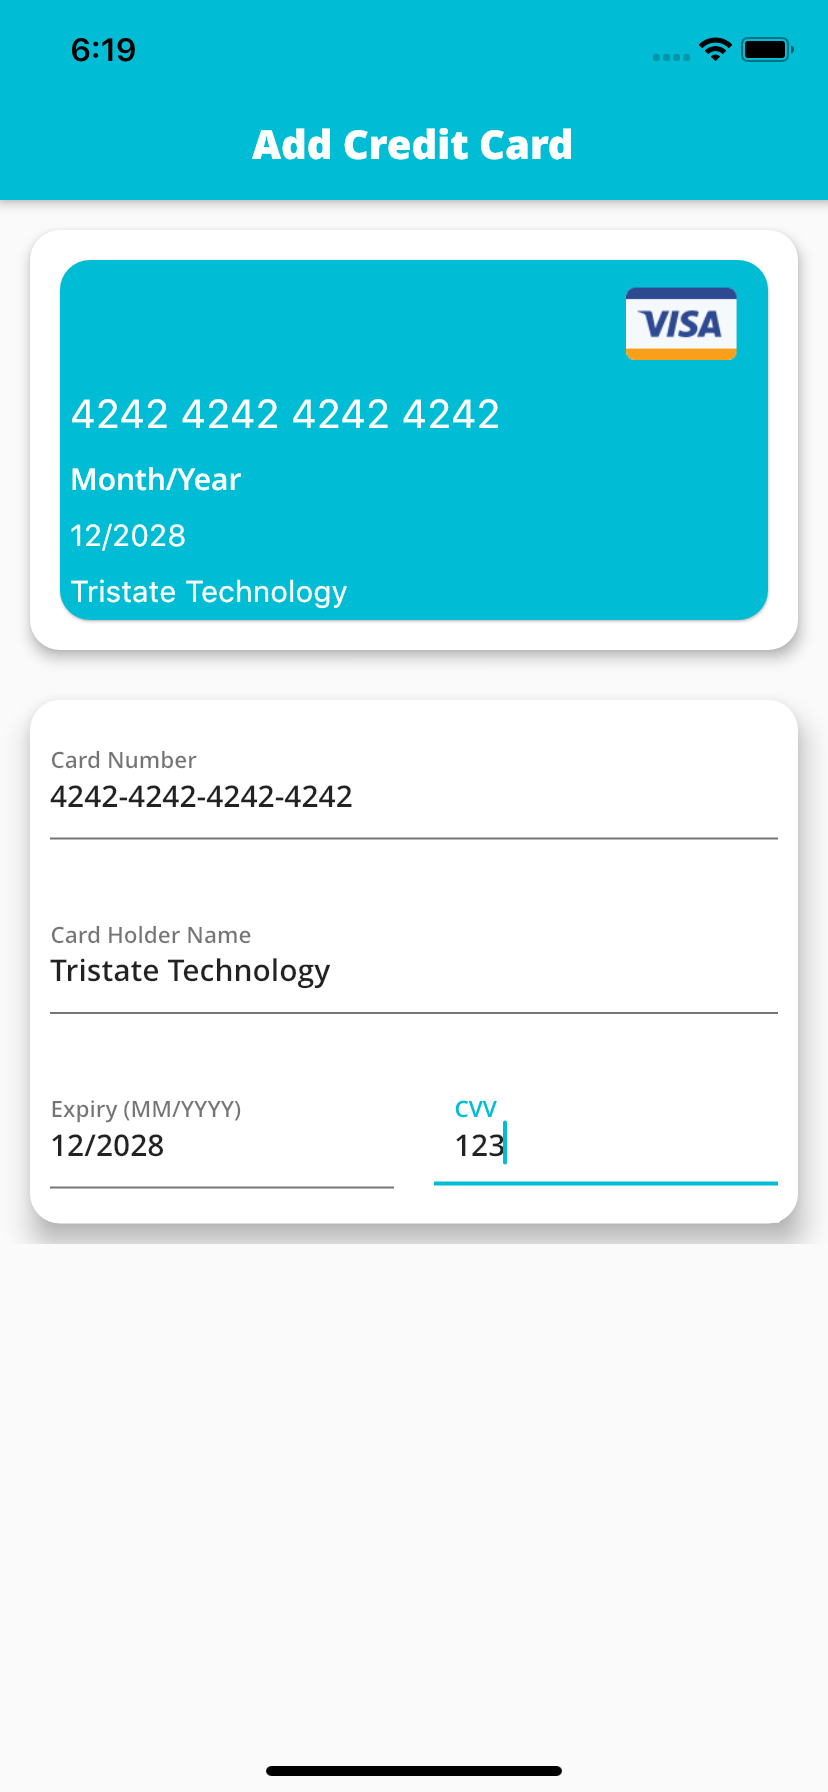 6:19
Add Credit Card
VISA
4242 4242 4242 4242
Month/Year
12/2028
Tristate Technology
Card Number
4242-4242-4242-4242
Card Holder Name
Tristate Technology
Expiry (MM/YYYY) CVV
12/2028 123